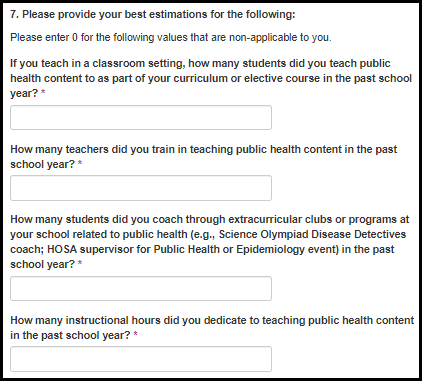 7. Please provide your best estimations for the following:
Please enter 0 for the following values that are non-applicable to you.
If you teach in a classroom setting, how many students did you teach public
health content to as part of your curriculum or elective course in the past school
year? *
How many teachers did you train in teaching public health content in the past
school year? *
How many students did you coach through extracurricular clubs or programs at
your school related to public health (e.g., Science Olympiad Disease Detectives
coach; HOSA supervisor for Public Health or Epidemiology event) in the past
school year? *
How many instructional hours did you dedicate to teaching public health content
in the past school year? *